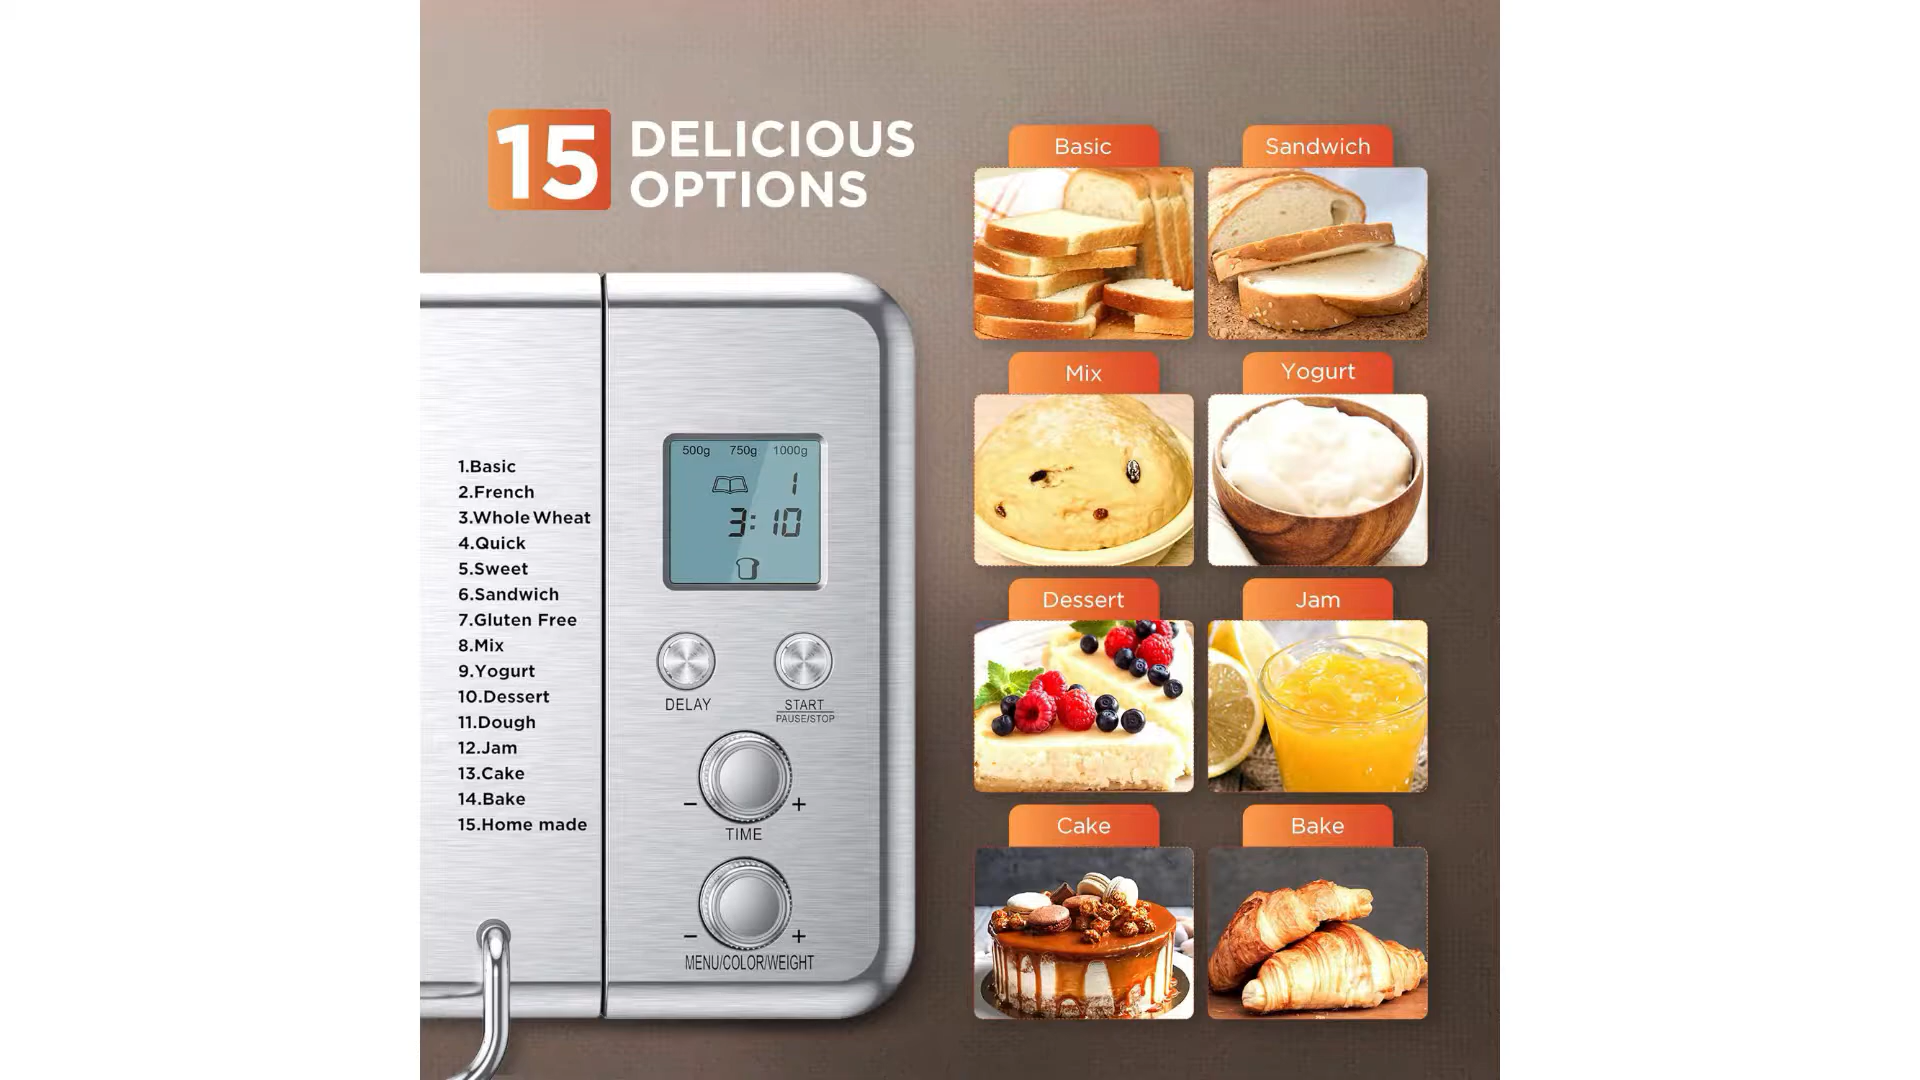 15 DELICIOUS
OPTIONS
1.Basic
2.French
3.Whole Wheat
4.Quick
5.Sweet
6.Sandwich
7.Gluten Free
8.Mix
9.Yogurt
10.Dessert
11.Dough
12.Jam
13.Cake
14.Bake
15.Home made
500g 750g 1000g
1
3:10
DELAY
START
PAUSE/STOP
- +
TIME
- +
MENU/COLOR/WEIGHT
Basic
Sandwich
Mix
Yogurt
Dessert
Jam
Cake
Bake